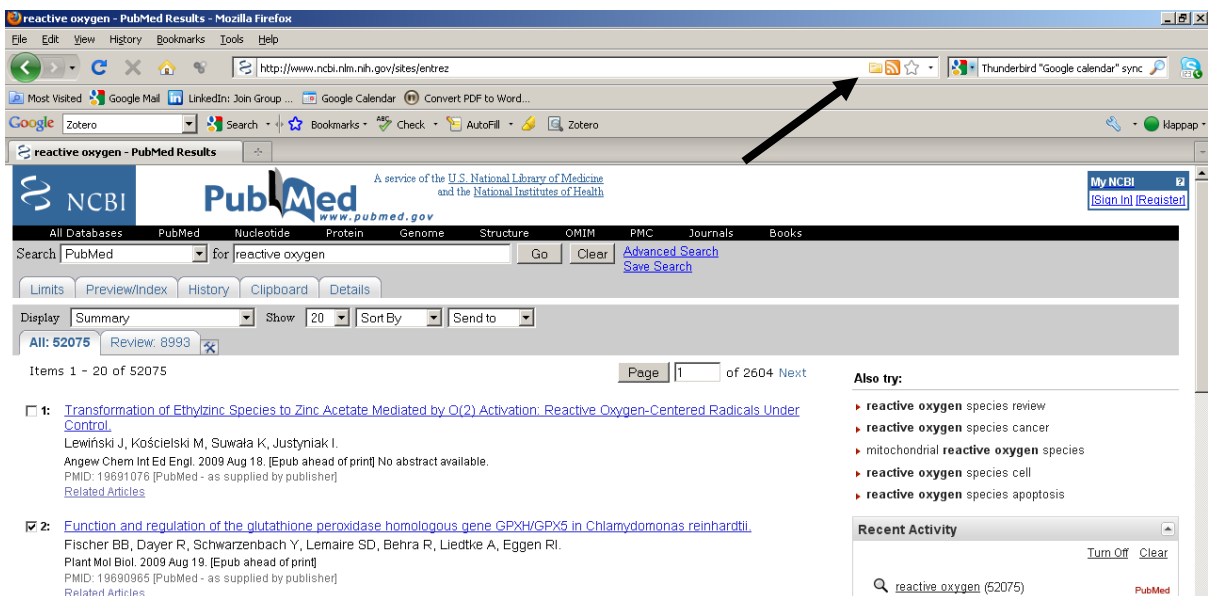 reactive oxygen - PubMed Results - Mozilla Firefox
File Edit View History Bookmarks Tools Help
http://www.ncbi.nlm.nih.gov/sites/entrez
Thunderbird "Google calendar" sync
Most Visited Google Mail LinkedIn: Join Group ... Google Calendar Convert PDF to Word...
Google Zotero Search Bookmarks ABC Check AutoFill Zotero klappap
reactive oxygen - PubMed Results
NCBI
PubMed
www.pubmed.gov
A service of the U.S. National Library of Medicine
and the National Institutes of Health
My NCBI
[Sign In] [Register]
All Databases PubMed Nucleotide Protein Genome Structure OMIM PMC Journals Books
Search PubMed for reactive oxygen Go Clear Advanced Search
Save Search
Limits Preview/Index History Clipboard Details
Display Summary Show 20 Sort By Send to
All: 52075 Review: 8993
Items 1 - 20 of 52075 Page 1 of 2604 Next
1: Transformation of Ethylzinc Species to Zinc Acetate Mediated by O(2) Activation: Reactive Oxygen-Centered Radicals Under
Control.
Lewiński J, Kościelski M, Suwała K, Justyniak I.
Angew Chem Int Ed Engl. 2009 Aug 18. [Epub ahead of print] No abstract available.
PMID: 19691076 [PubMed - as supplied by publisher]
Related Articles
2: Function and regulation of the glutathione peroxidase homologous gene GPXH/GPX5 in Chlamydomonas reinhardtii.
Fischer BB, Dayer R, Schwarzenbach Y, Lemaire SD, Behra R, Liedtke A, Eggen RI.
Plant Mol Biol. 2009 Aug 19. [Epub ahead of print]
PMID: 19690965 [PubMed - as supplied by publisher]
Related Articles
Also try:
reactive oxygen species review
reactive oxygen species cancer
mitochondrial reactive oxygen species
reactive oxygen species cell
reactive oxygen species apoptosis
Recent Activity
Turn Off Clear
reactive oxygen (52075) PubMed